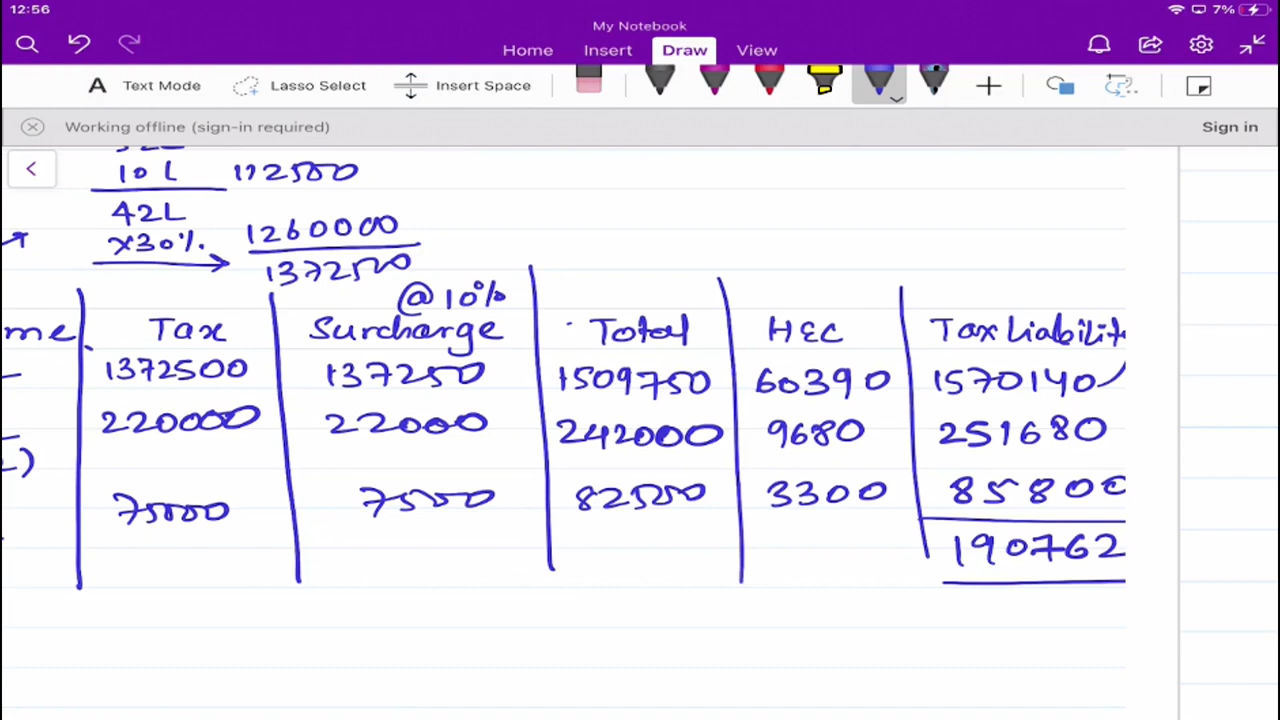 12:56
7%
My Notebook
Home Insert Draw View
Text Mode Lasso Select Insert Space
Working offline (sign-in required) Sign in
10 L 112500
42L
x30% 1260000
1372500
@ 10%
me Tax Surcharge Total HEC Tax Liabilit
1372500 137250 1509750 60390 1570140
220000 22000 242000 9680 251680
75000 7500 82500 3300 85800
190762